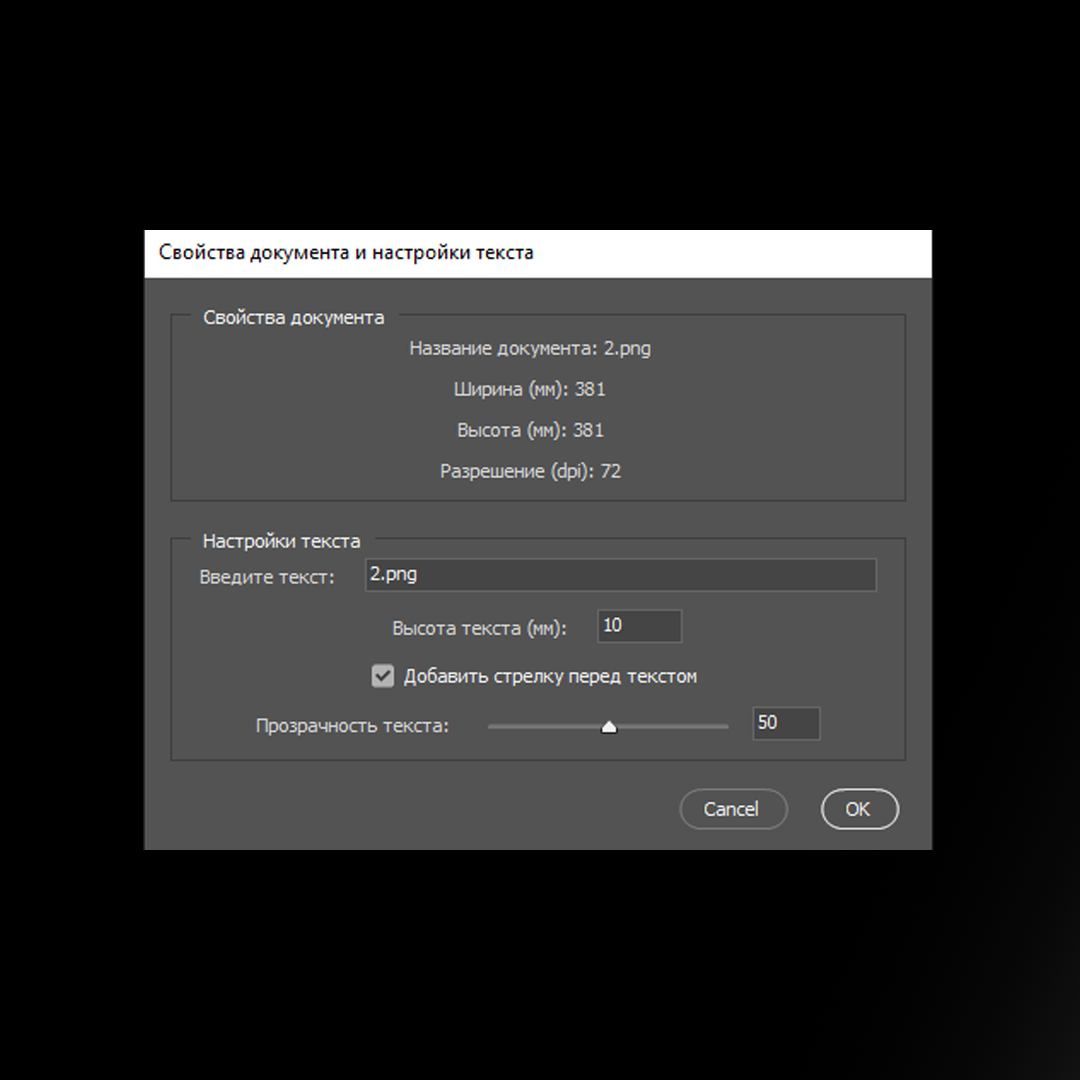 Свойства документа и настройки текста
Свойства документа
Название документа: 2.png
Ширина (мм): 381
Высота (мм): 381
Разрешение (dpi): 72
Настройки текста
Введите текст: 2.png
Высота текста (мм): 10
Добавить стрелку перед текстом
Прозрачность текста: 50
Cancel OK